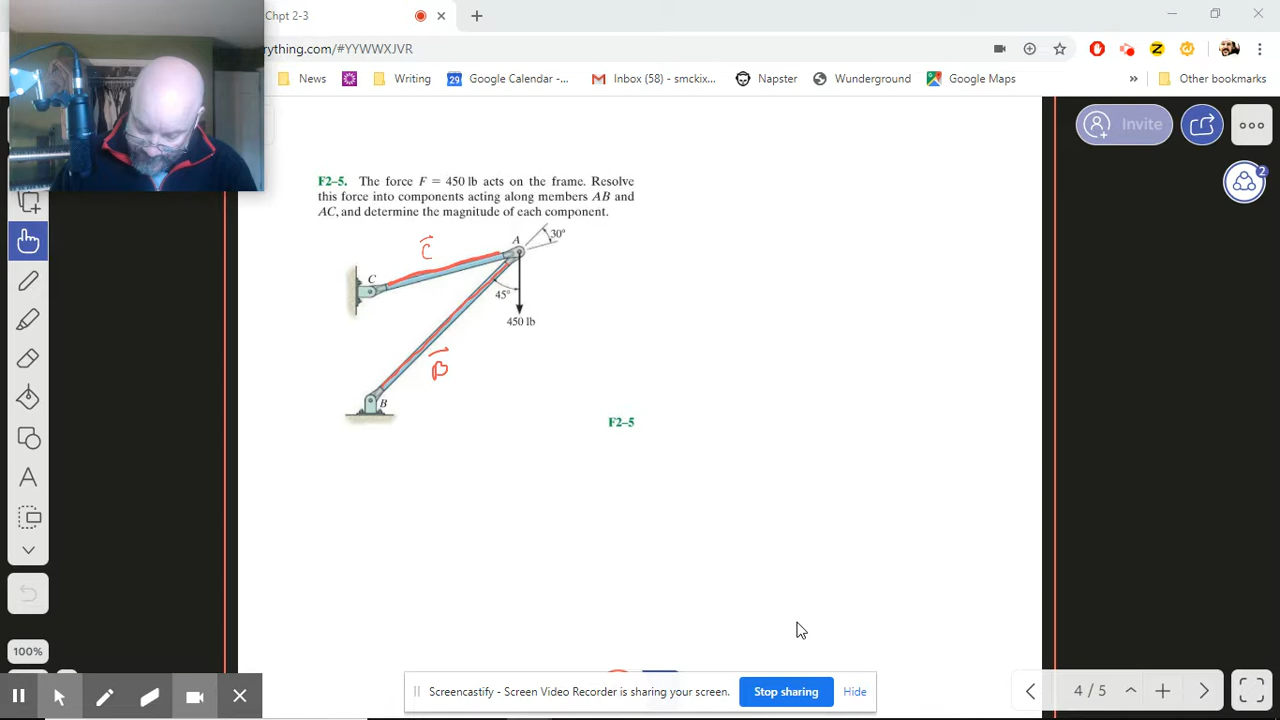 Chpt 2-3
rything.com/#YYWWXJVR
News
Writing
29
Google Calendar -...
Inbox (58) - smckix...
Napster
Wunderground
Google Maps
»
Other bookmarks
Invite
2
F2–5. The force F = 450 lb acts on the frame. Resolve
this force into components acting along members AB and
AC, and determine the magnitude of each component.
A
30°
C
C
45°
450 lb
B
B
F2–5
A
100%
Screencastify - Screen Video Recorder is sharing your screen.
Stop sharing
Hide
4 / 5